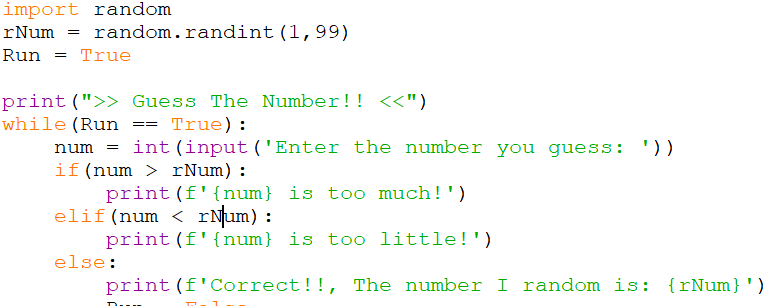 import random
rNum = random.randint(1,99)
Run = True
print(">> Guess The Number!! <<")
while(Run == True):
num = int(input('Enter the number you guess: '))
if(num > rNum):
print(f'{num} is too much!')
elif(num < rNum):
print(f'{num} is too little!')
else:
print(f'Correct!!, The number I random is: {rNum}')
Run = False